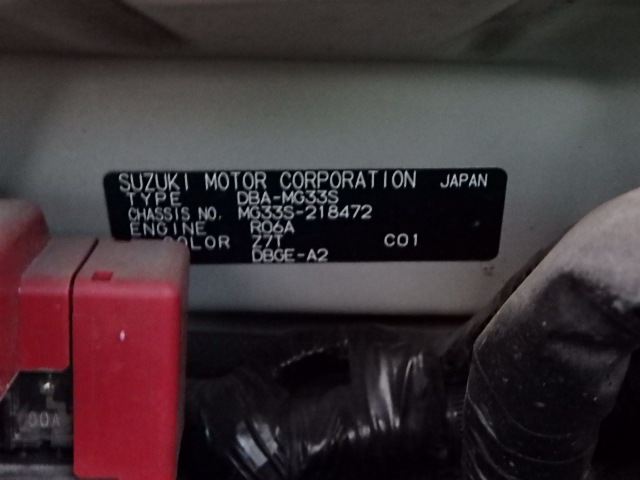 SUZUKI MOTOR CORPORATION JAPAN
TYPE DBA-MG33S
CHASSIS NO. MG33S-218472
ENGINE R06A
COLOR Z7T C01
DBGE-A2